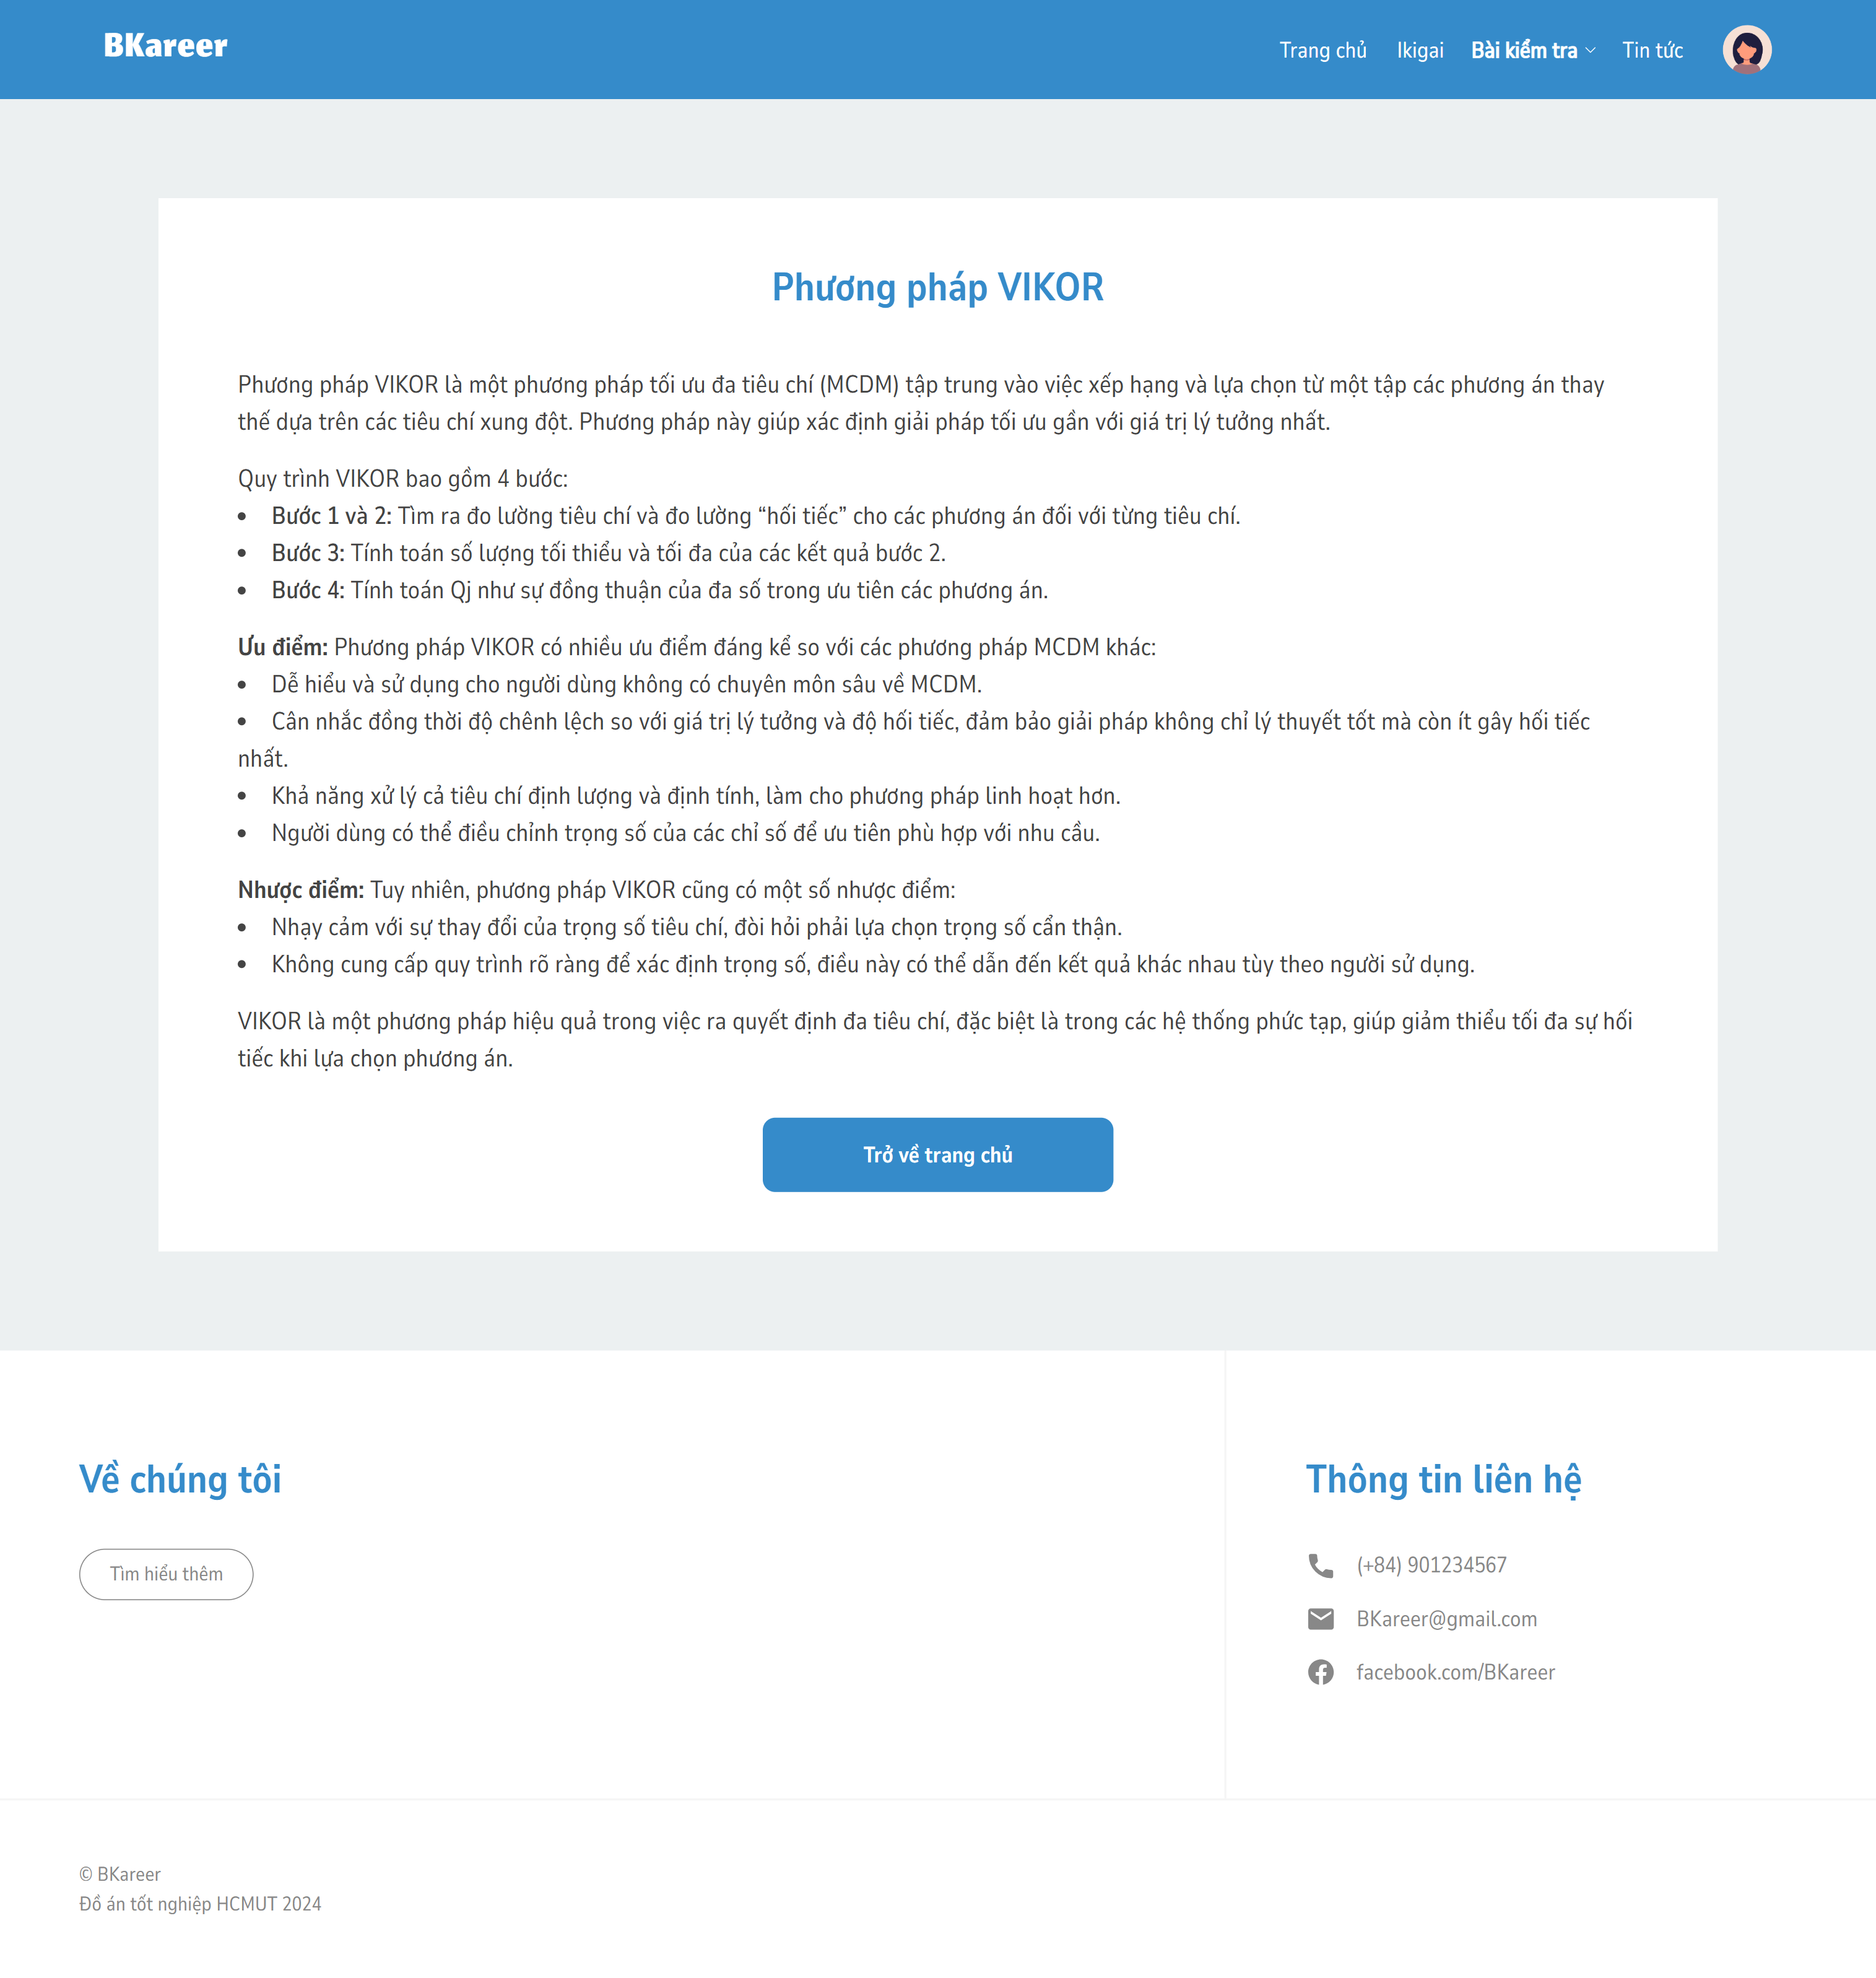 BKareer
Trang chủ
Ikigai
Bài kiểm tra
Tin tức
Phương pháp VIKOR
Phương pháp VIKOR là một phương pháp tối ưu đa tiêu chí (MCDM) tập trung vào việc xếp hạng và lựa chọn từ một tập các phương án thay
thế dựa trên các tiêu chí xung đột. Phương pháp này giúp xác định giải pháp tối ưu gần với giá trị lý tưởng nhất.
Quy trình VIKOR bao gồm 4 bước:
• Bước 1 và 2: Tìm ra đo lường tiêu chí và đo lường “hối tiếc” cho các phương án đối với từng tiêu chí.
• Bước 3: Tính toán số lượng tối thiểu và tối đa của các kết quả bước 2.
• Bước 4: Tính toán Qj như sự đồng thuận của đa số trong ưu tiên các phương án.
Ưu điểm: Phương pháp VIKOR có nhiều ưu điểm đáng kể so với các phương pháp MCDM khác:
• Dễ hiểu và sử dụng cho người dùng không có chuyên môn sâu về MCDM.
• Cân nhắc đồng thời độ chênh lệch so với giá trị lý tưởng và độ hối tiếc, đảm bảo giải pháp không chỉ lý thuyết tốt mà còn ít gây hối tiếc
nhất.
• Khả năng xử lý cả tiêu chí định lượng và định tính, làm cho phương pháp linh hoạt hơn.
• Người dùng có thể điều chỉnh trọng số của các chỉ số để ưu tiên phù hợp với nhu cầu.
Nhược điểm: Tuy nhiên, phương pháp VIKOR cũng có một số nhược điểm:
• Nhạy cảm với sự thay đổi của trọng số tiêu chí, đòi hỏi phải lựa chọn trọng số cẩn thận.
• Không cung cấp quy trình rõ ràng để xác định trọng số, điều này có thể dẫn đến kết quả khác nhau tùy theo người sử dụng.
VIKOR là một phương pháp hiệu quả trong việc ra quyết định đa tiêu chí, đặc biệt là trong các hệ thống phức tạp, giúp giảm thiểu tối đa sự hối
tiếc khi lựa chọn phương án.
Trở về trang chủ
Về chúng tôi
Tìm hiểu thêm
Thông tin liên hệ
(+84) 901234567
BKareer@gmail.com
facebook.com/BKareer
© BKareer
Đồ án tốt nghiệp HCMUT 2024